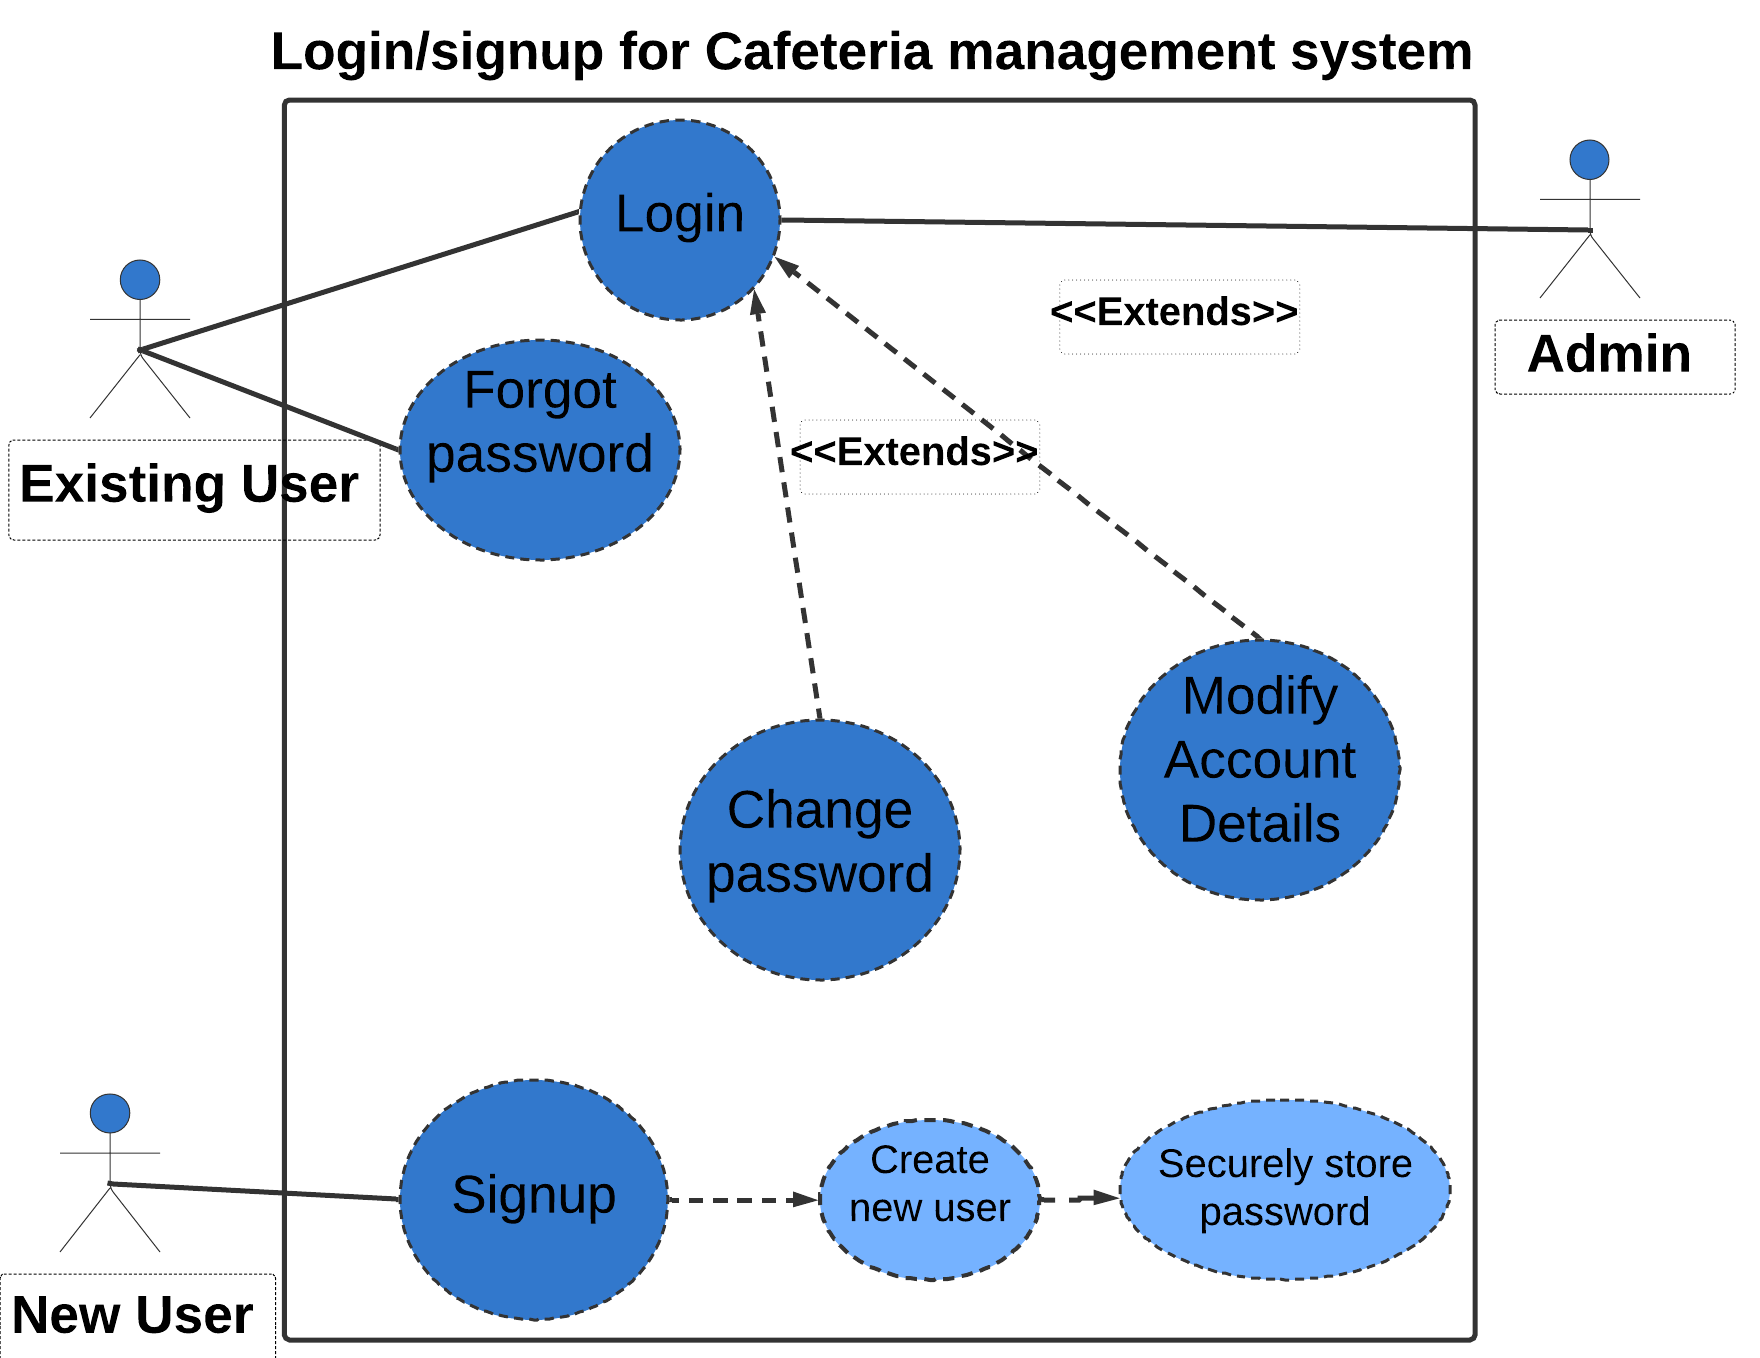 Login/signup for Cafeteria management system
Login
<<Extends>>
Admin
Forgot
password
<<Extends>>
Existing User
Modify
Account
Details
Change
password
Signup
Create
new user
Securely store
password
New User